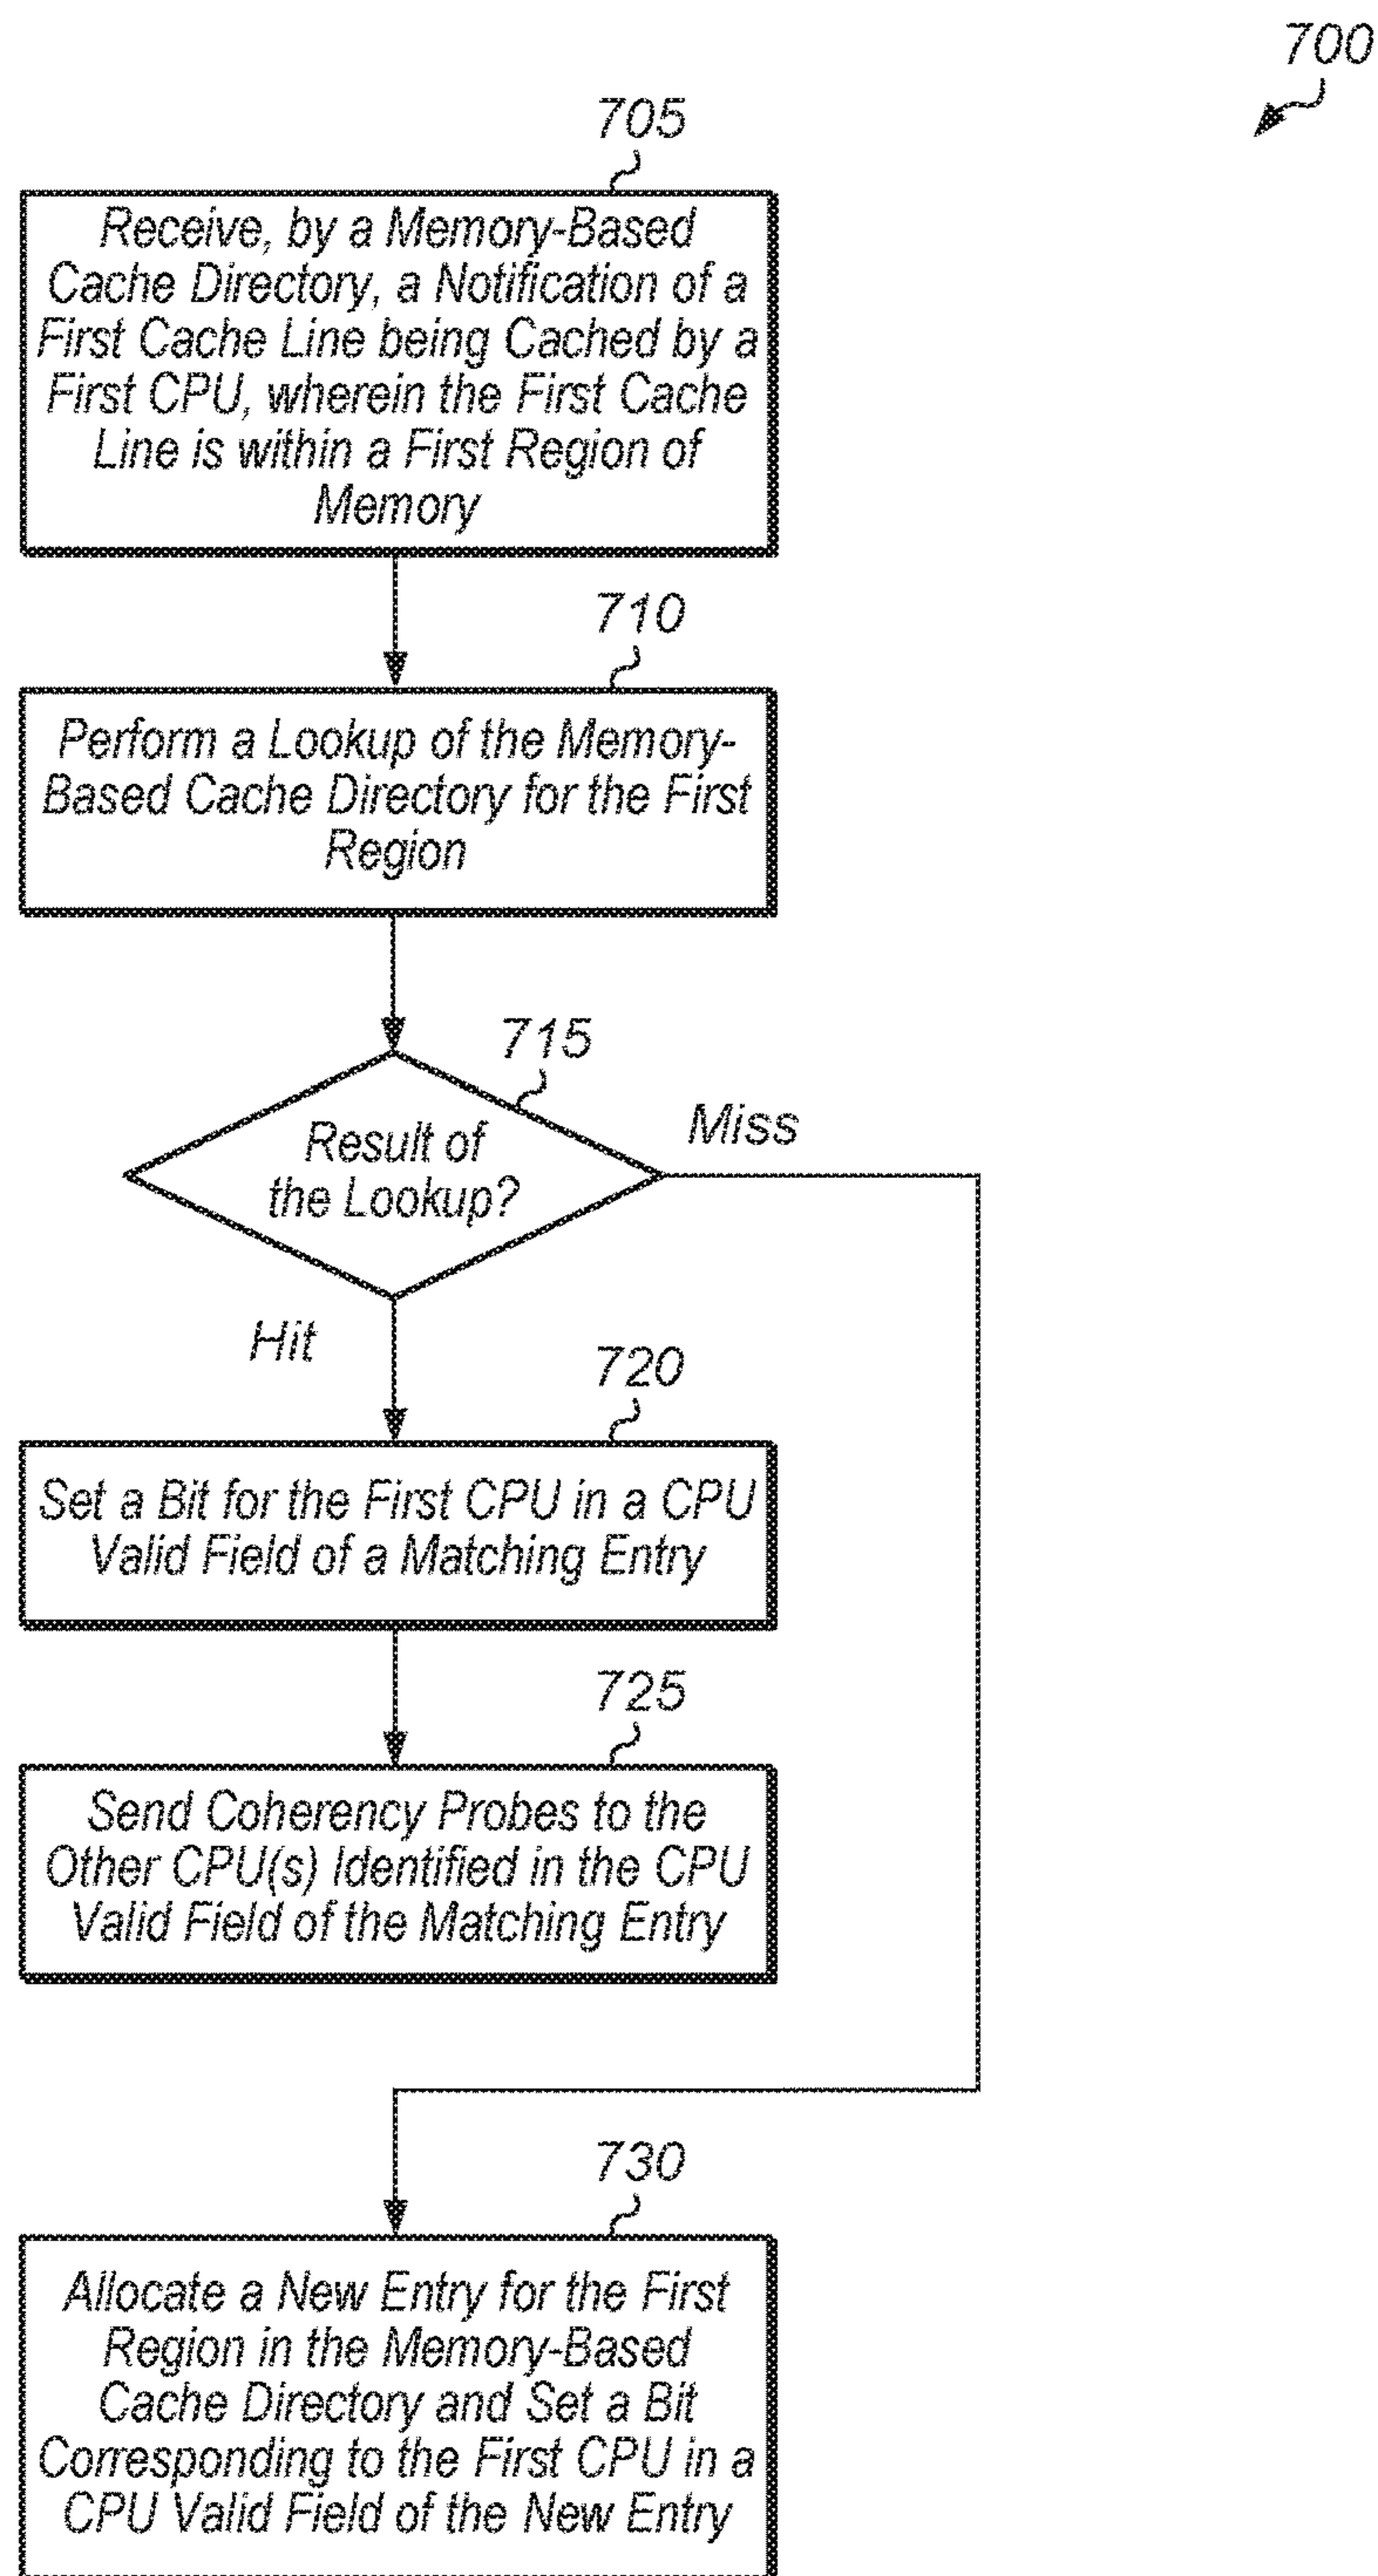 700
705
Receive, by a Memory-Based
Cache Directory, a Notification of a
First Cache Line being Cached by a
First CPU, wherein the First Cache
Line is within a First Region of
Memory
710
Perform a Lookup of the Memory-
Based Cache Directory for the First
Region
715
Result of
the Lookup?
Miss
Hit
720
Set a Bit for the First CPU in a CPU
Valid Field of a Matching Entry
725
Send Coherency Probes to the
Other CPU(s) Identified in the CPU
Valid Field of the Matching Entry
730
Allocate a New Entry for the First
Region in the Memory-Based
Cache Directory and Set a Bit
Corresponding to the First CPU in a
CPU Valid Field of the New Entry